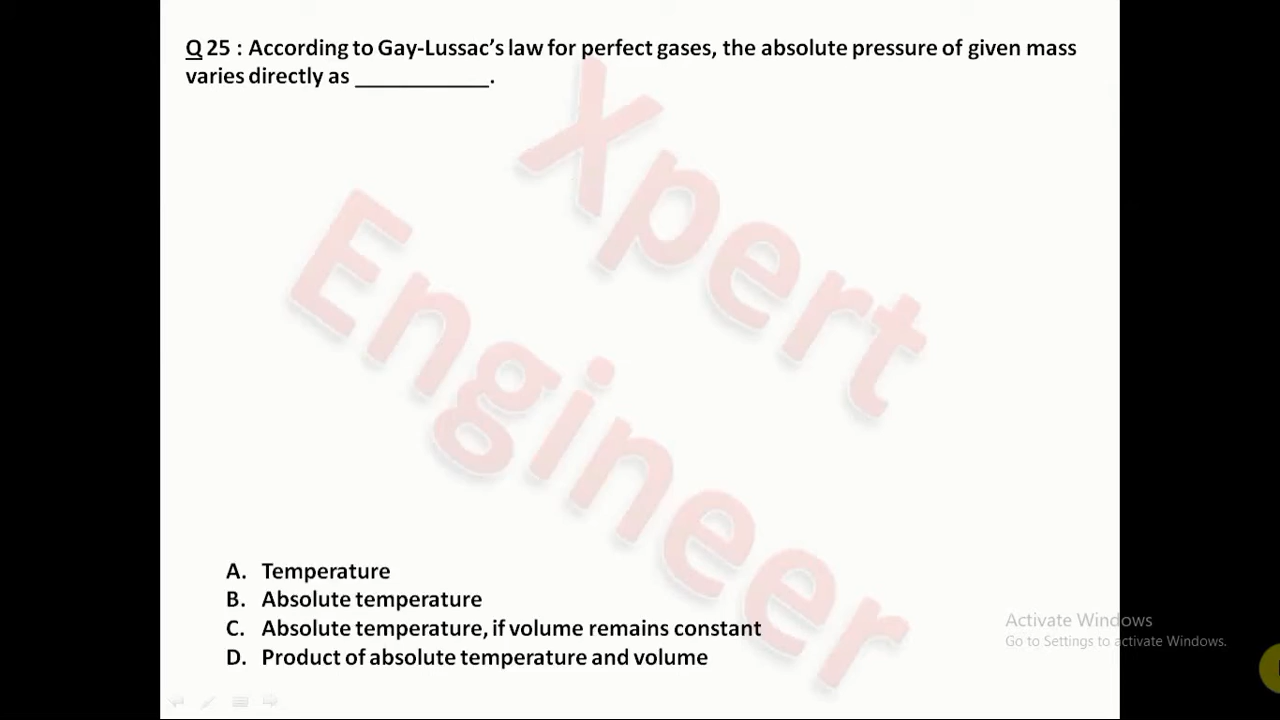 Q 25 : According to Gay-Lussac’s law for perfect gases, the absolute pressure of given mass
varies directly as ____________.
Xpert
Engineer
A. Temperature
B. Absolute temperature
C. Absolute temperature, if volume remains constant
D. Product of absolute temperature and volume
Activate Windows
Go to Settings to activate Windows.